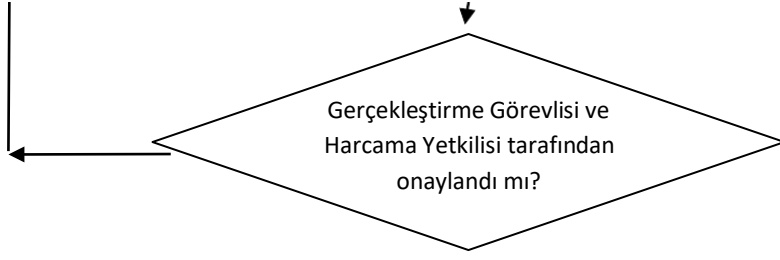 Gerçekleştirme Görevlisi ve
Harcama Yetkilisi tarafından
onaylandı mı?